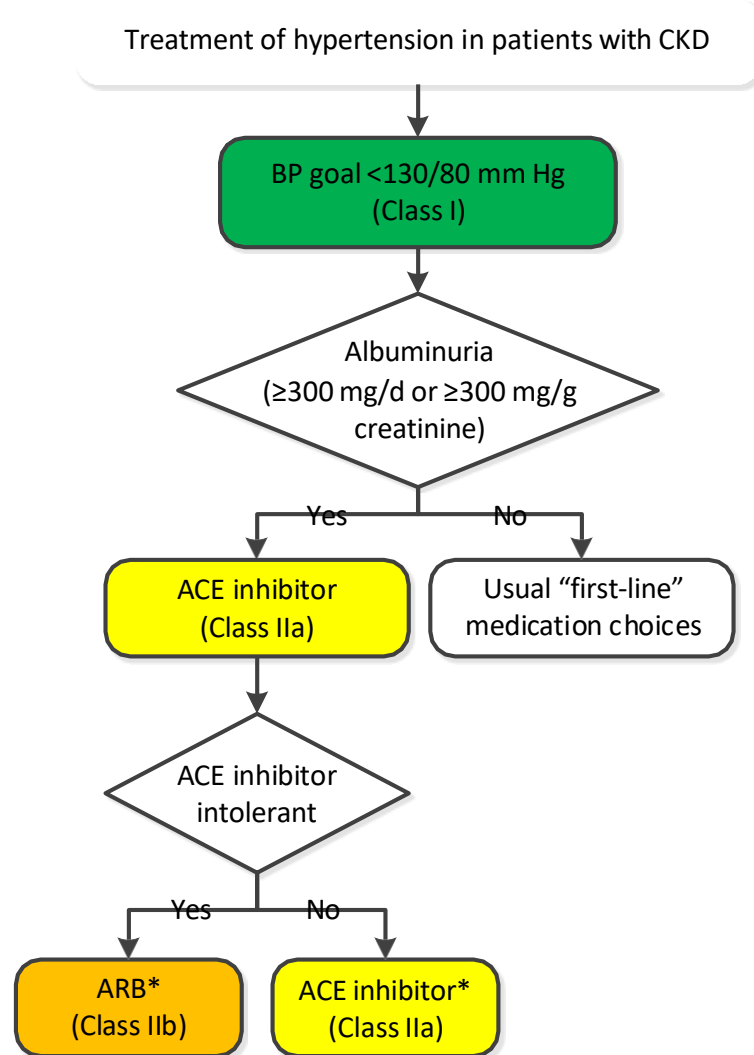 Treatment of hypertension in patients with CKD
BP goal <130/80 mm Hg
(Class I)
Albuminuria
(≥300 mg/d or ≥300 mg/g
creatinine)
Yes
No
ACE inhibitor
(Class IIa)
Usual “first-line”
medication choices
ACE inhibitor
intolerant
Yes
No
ARB*
(Class IIb)
ACE inhibitor*
(Class IIa)